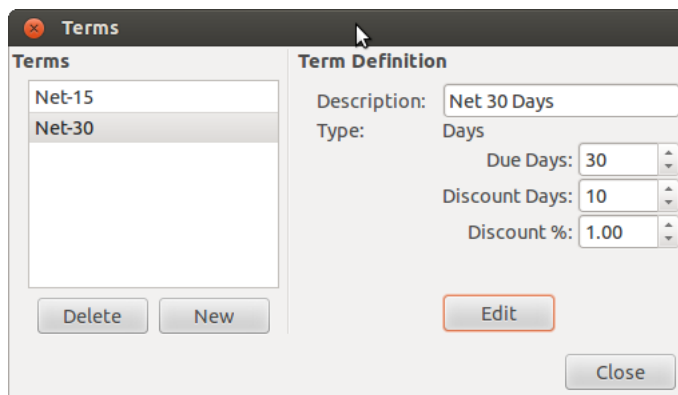 Terms
Terms
Net-15
Net-30
Delete New
Term Definition
Description: Net 30 Days
Type: Days
Due Days: 30
Discount Days: 10
Discount %: 1.00
Edit
Close